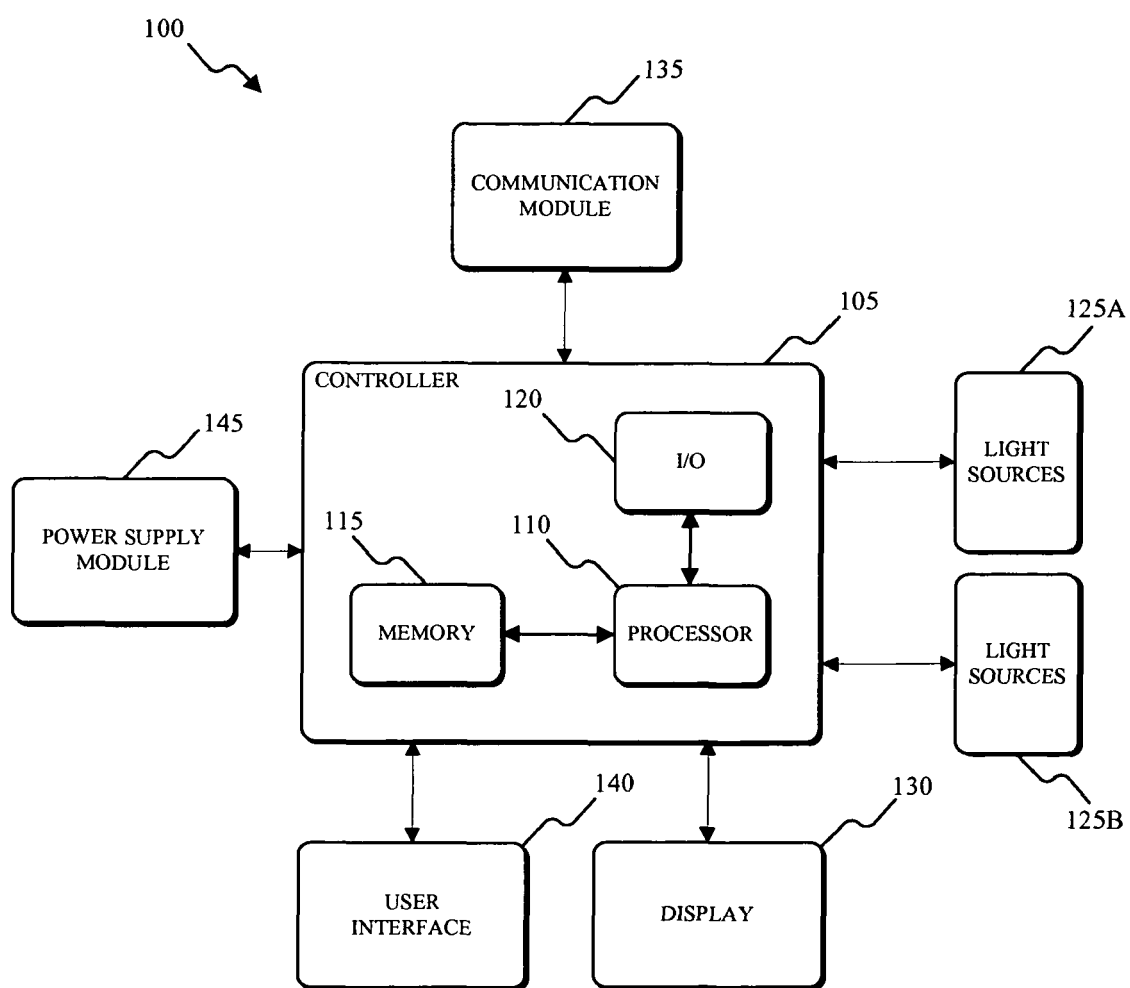 100
135
COMMUNICATION
MODULE
105
125A
CONTROLLER
120
I/O
LIGHT
SOURCES
145
POWER SUPPLY
MODULE
115
110
MEMORY
PROCESSOR
LIGHT
SOURCES
125B
140
130
USER
INTERFACE
DISPLAY